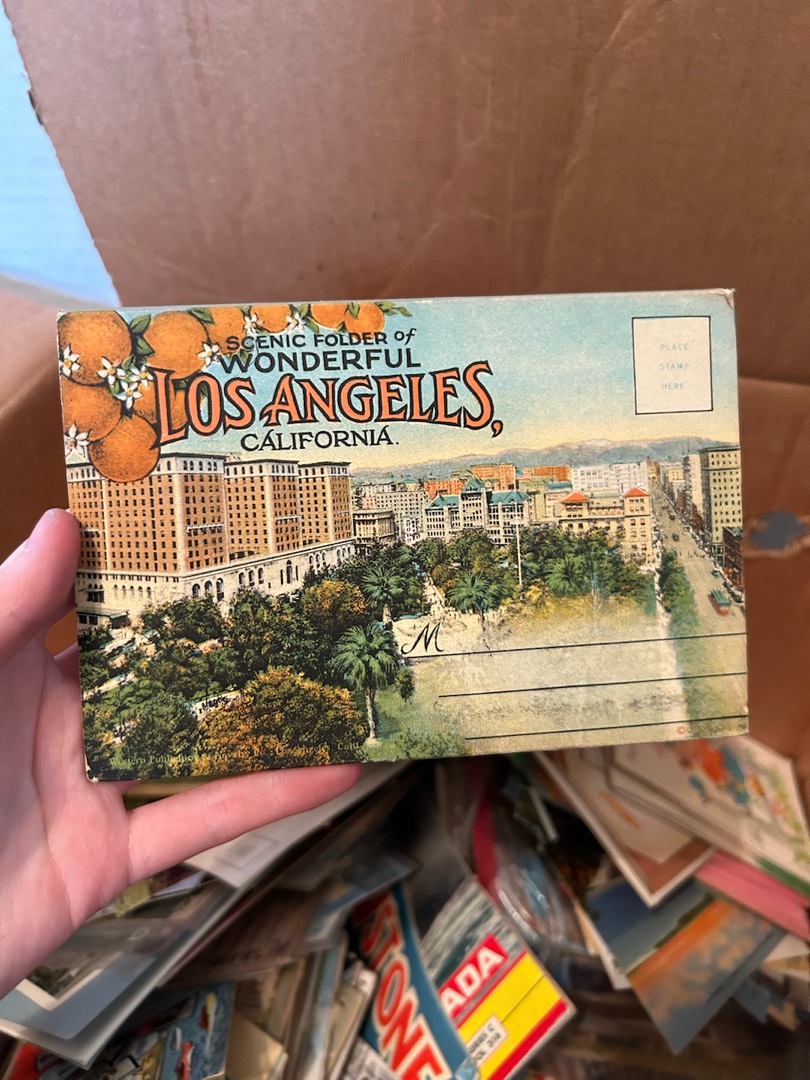 SCENIC FOLDER of
WONDERFUL
LOS ANGELES,
CALIFORNIA.
PLACE
STAMP
HERE
M
STONE
ADA